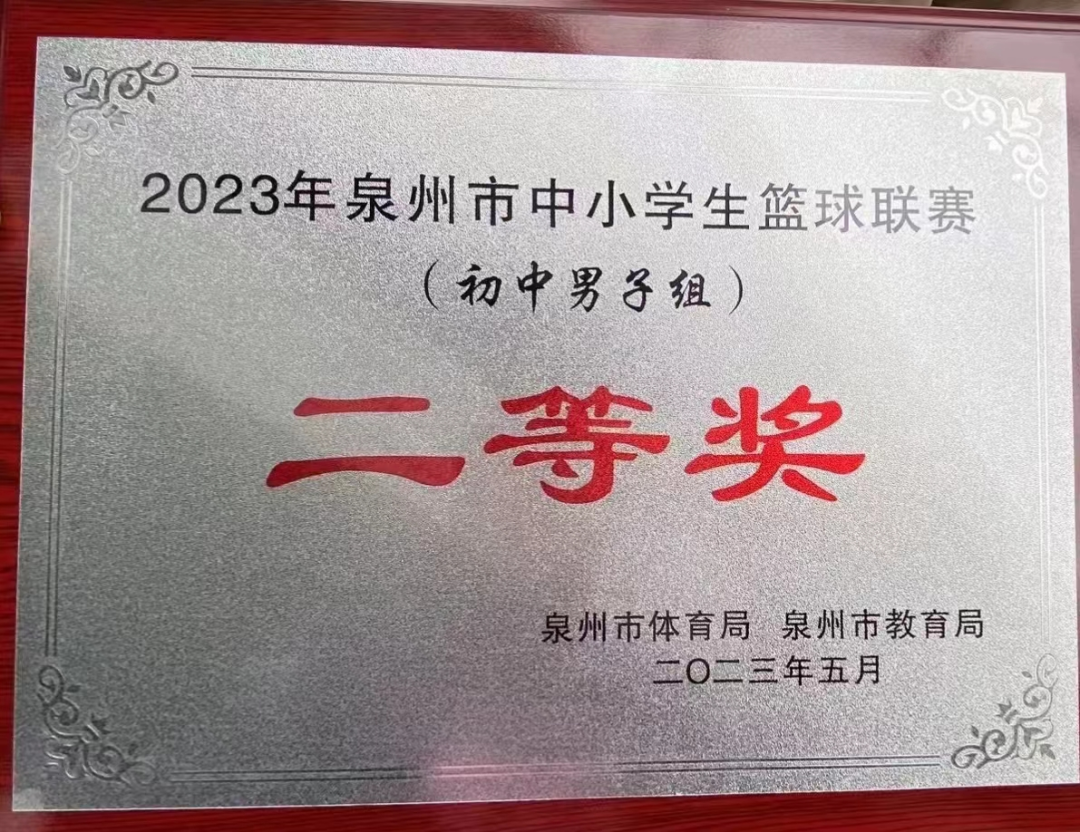 2023年泉州市中小学生篮球联赛
（初中男子组）
二等奖
泉州市体育局 泉州市教育局
二〇二三年五月